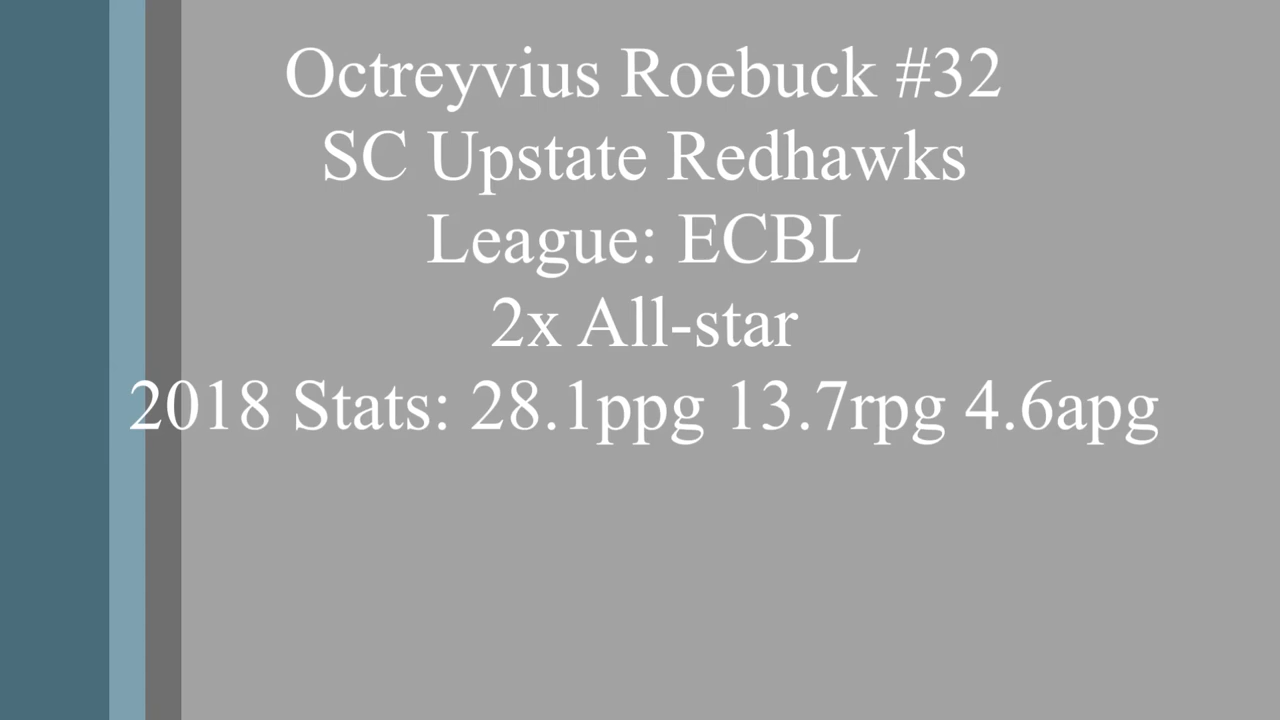 Octreyvius Roebuck #32
SC Upstate Redhawks
League: ECBL
2x All-star
2018 Stats: 28.1ppg 13.7rpg 4.6apg